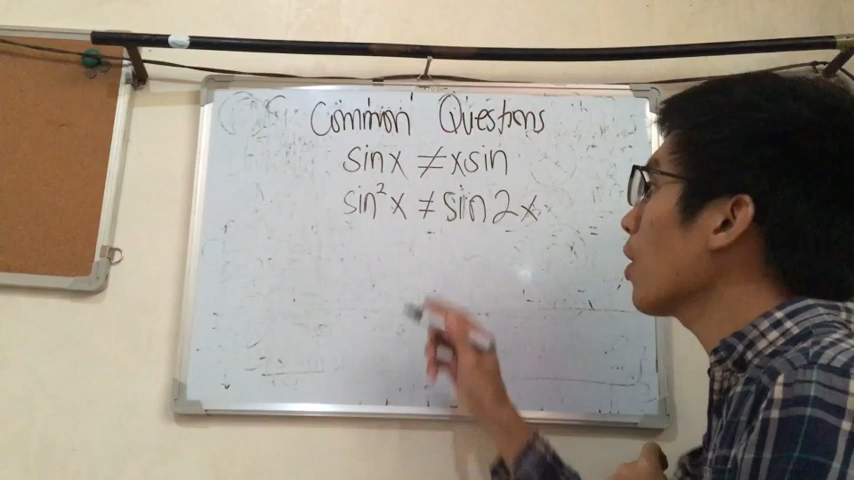 Common Questions
sinx ≠ xsin
sin²x ≠ sin2x